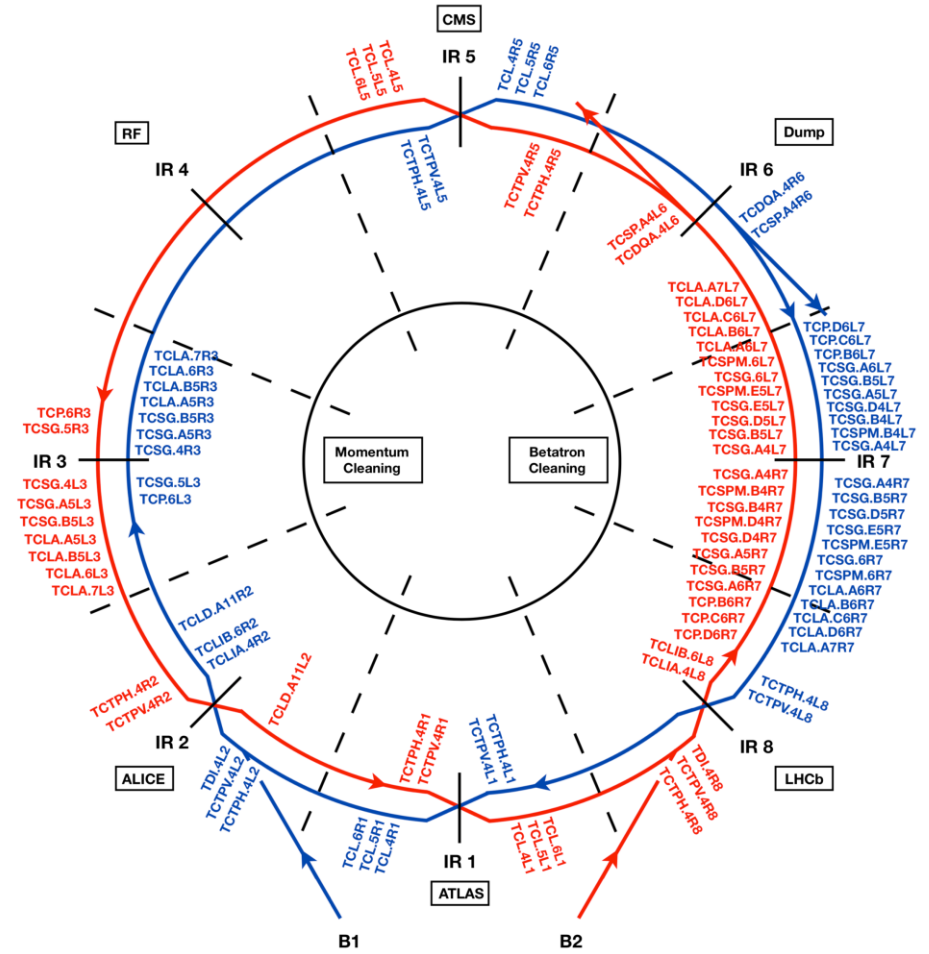 CMS
IR 5
TCL.6L5
TCL.5L5
TCL.4L5
TCL.4R5
TCL.5R5
TCL.6R5
RF
IR 4
TCTPH.4L5
TCTPV.4L5
TCTPV.4R5
TCTPH.4R5
Dump
IR 6
TCDQA.4R6
TCSP.A4R6
TCSP.A4L6
TCDQA.4L6
TCLA.A7L7
TCLA.D6L7
TCLA.C6L7
TCLA.B6L7
TCLA.A6L7
TCSPM.6L7
TCSG.6L7
TCSPM.E5L7
TCSG.E5L7
TCSG.D5L7
TCSG.B5L7
TCSG.A4L7
TCP.D6L7
TCP.C6L7
TCP.B6L7
TCSG.A6L7
TCSG.B5L7
TCSG.A5L7
TCSG.D4L7
TCSG.B4L7
TCSPM.B4L7
TCSG.A4L7
IR 7
TCLA.7R3
TCLA.6R3
TCLA.B5R3
TCLA.A5R3
TCSG.B5R3
TCSG.A5R3
TCSG.4R3
TCP.6R3
TCSG.5R3
IR 3
Momentum
Cleaning
Betatron
Cleaning
TCSG.5L3
TCP.6L3
TCSG.4L3
TCSG.A5L3
TCSG.B5L3
TCLA.A5L3
TCLA.B5L3
TCLA.6L3
TCLA.7L3
TCSG.A4R7
TCSPM.B4R7
TCSG.B4R7
TCSPM.D4R7
TCSG.D4R7
TCSG.A5R7
TCSG.B5R7
TCSG.A6R7
TCP.B6R7
TCP.C6R7
TCP.D6R7
TCSG.A4R7
TCSG.B5R7
TCSG.D5R7
TCSG.E5R7
TCSPM.E5R7
TCSG.6R7
TCSPM.6R7
TCLA.A6R7
TCLA.B6R7
TCLA.C6R7
TCLA.D6R7
TCLA.A7R7
TCLD.A11R2
TCLIB.6R2
TCLIA.4R2
TCLD.A11L2
TCLIB.6L8
TCLIA.4L8
TCTPH.4R2
TCTPV.4R2
IR 2
ALICE
TDI.4L2
TCTPV.4L2
TCTPH.4L2
TCTPH.4R1
TCTPV.4R1
TCTPH.4L1
TCTPV.4L1
TCTPH.4L8
TCTPV.4L8
IR 8
LHCb
TDI.4R8
TCTPV.4R8
TCTPH.4R8
TCL.6R1
TCL.5R1
TCL.4R1
TCL.6L1
TCL.5L1
TCL.4L1
IR 1
ATLAS
B1
B2